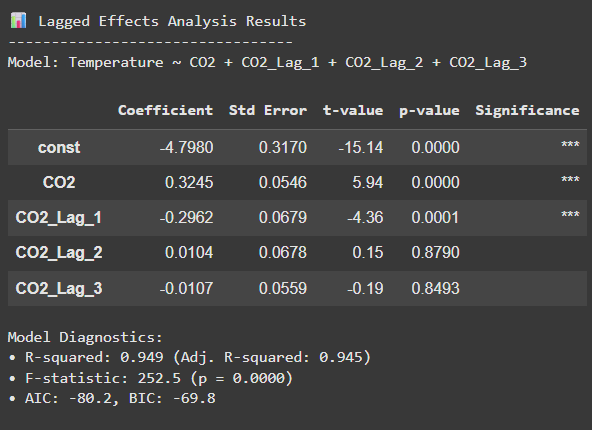 📊 Lagged Effects Analysis Results
---------------------------------
Model: Temperature ~ CO2 + CO2_Lag_1 + CO2_Lag_2 + CO2_Lag_3
Coefficient Std Error t-value p-value Significance
const -4.7980 0.3170 -15.14 0.0000 ***
CO2 0.3245 0.0546 5.94 0.0000 ***
CO2_Lag_1 -0.2962 0.0679 -4.36 0.0001 ***
CO2_Lag_2 0.0104 0.0678 0.15 0.8790
CO2_Lag_3 -0.0107 0.0559 -0.19 0.8493
Model Diagnostics:
• R-squared: 0.949 (Adj. R-squared: 0.945)
• F-statistic: 252.5 (p = 0.0000)
• AIC: -80.2, BIC: -69.8